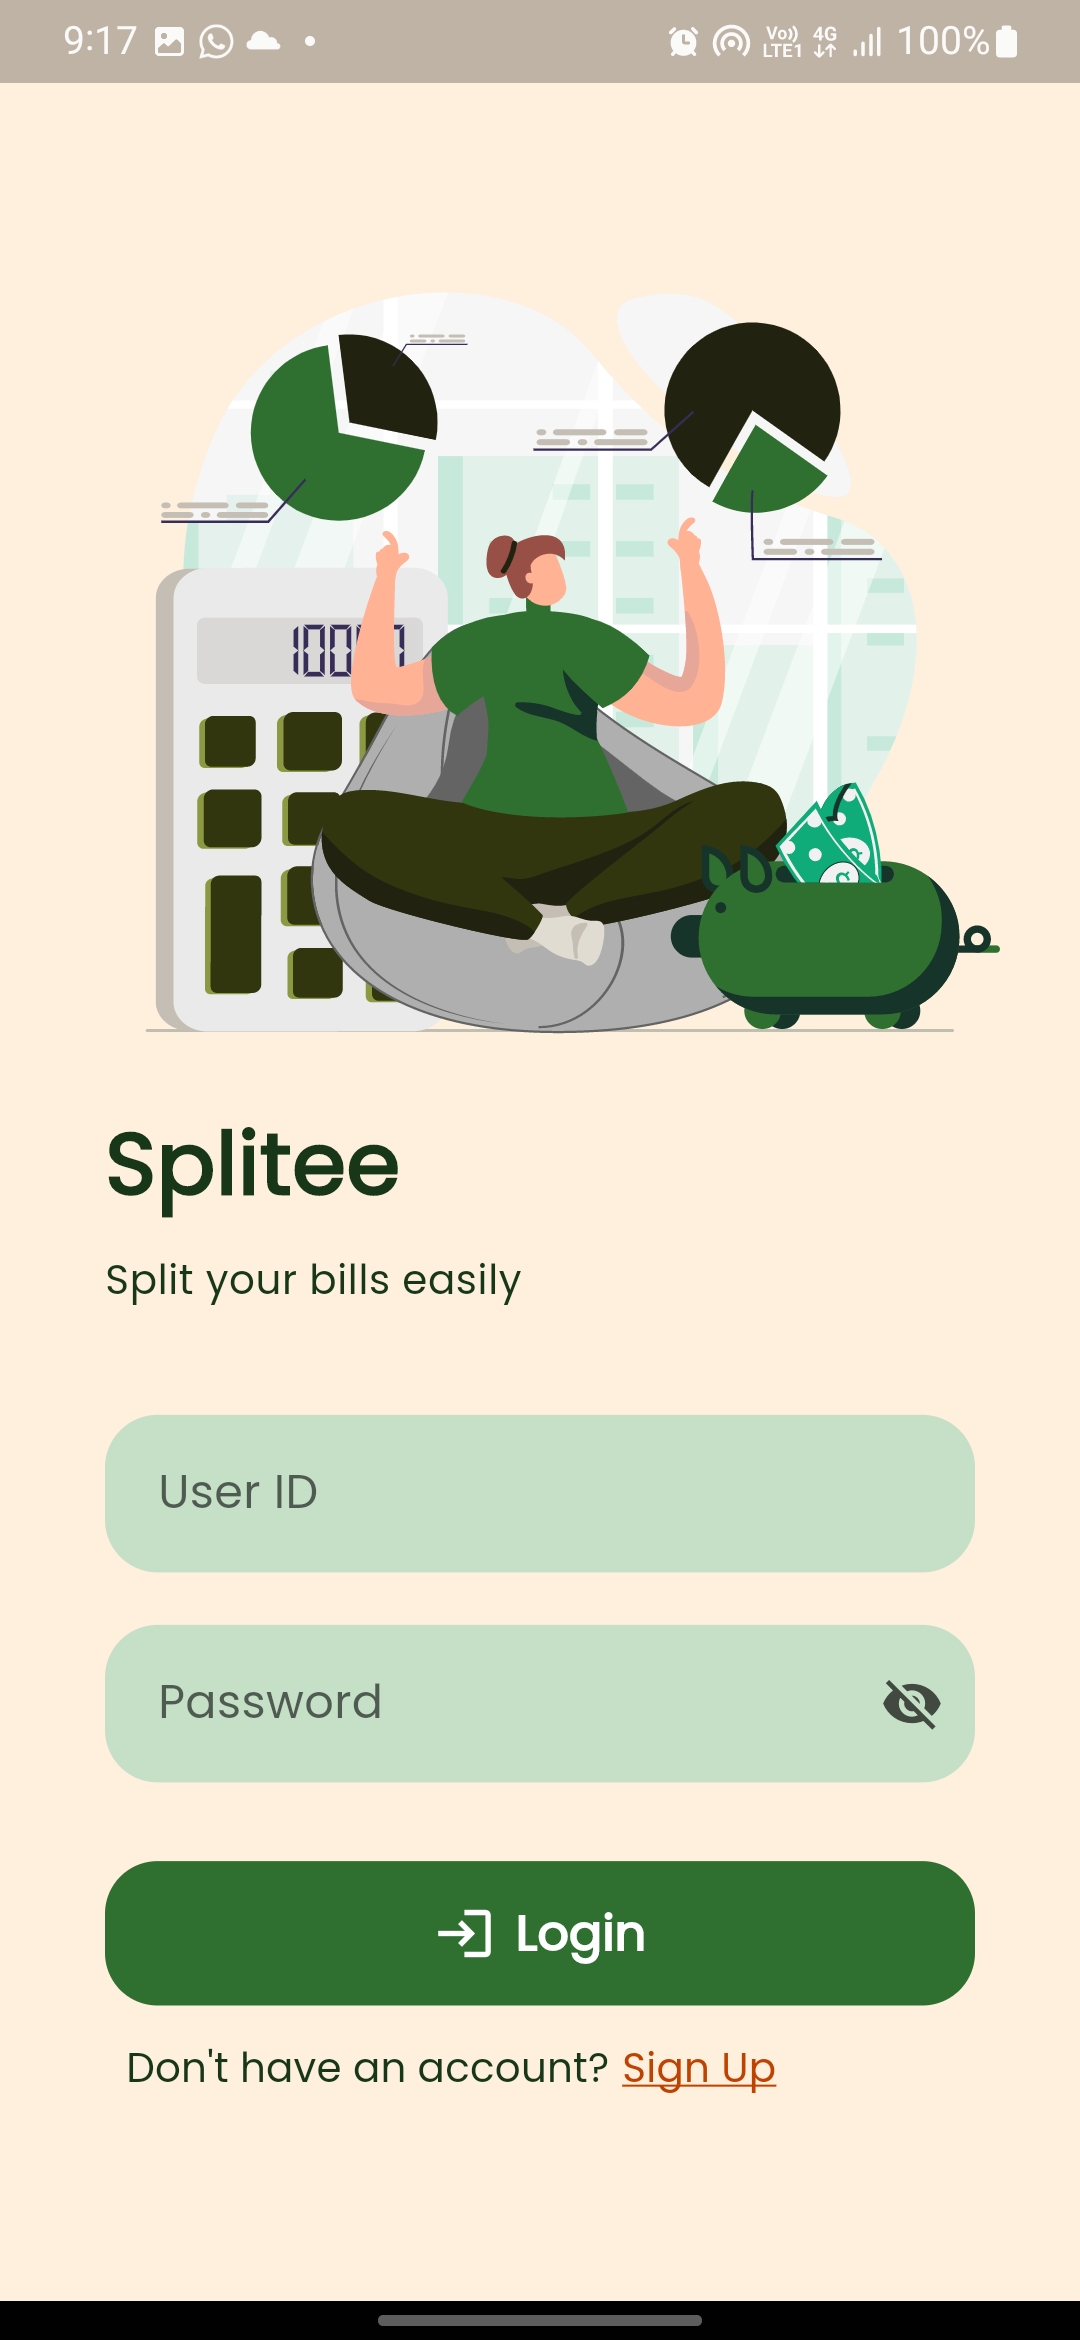 9:17 Vo)) LTE1 4G 100%
Splitee
Split your bills easily
User ID
Password
Login
Don't have an account? Sign Up